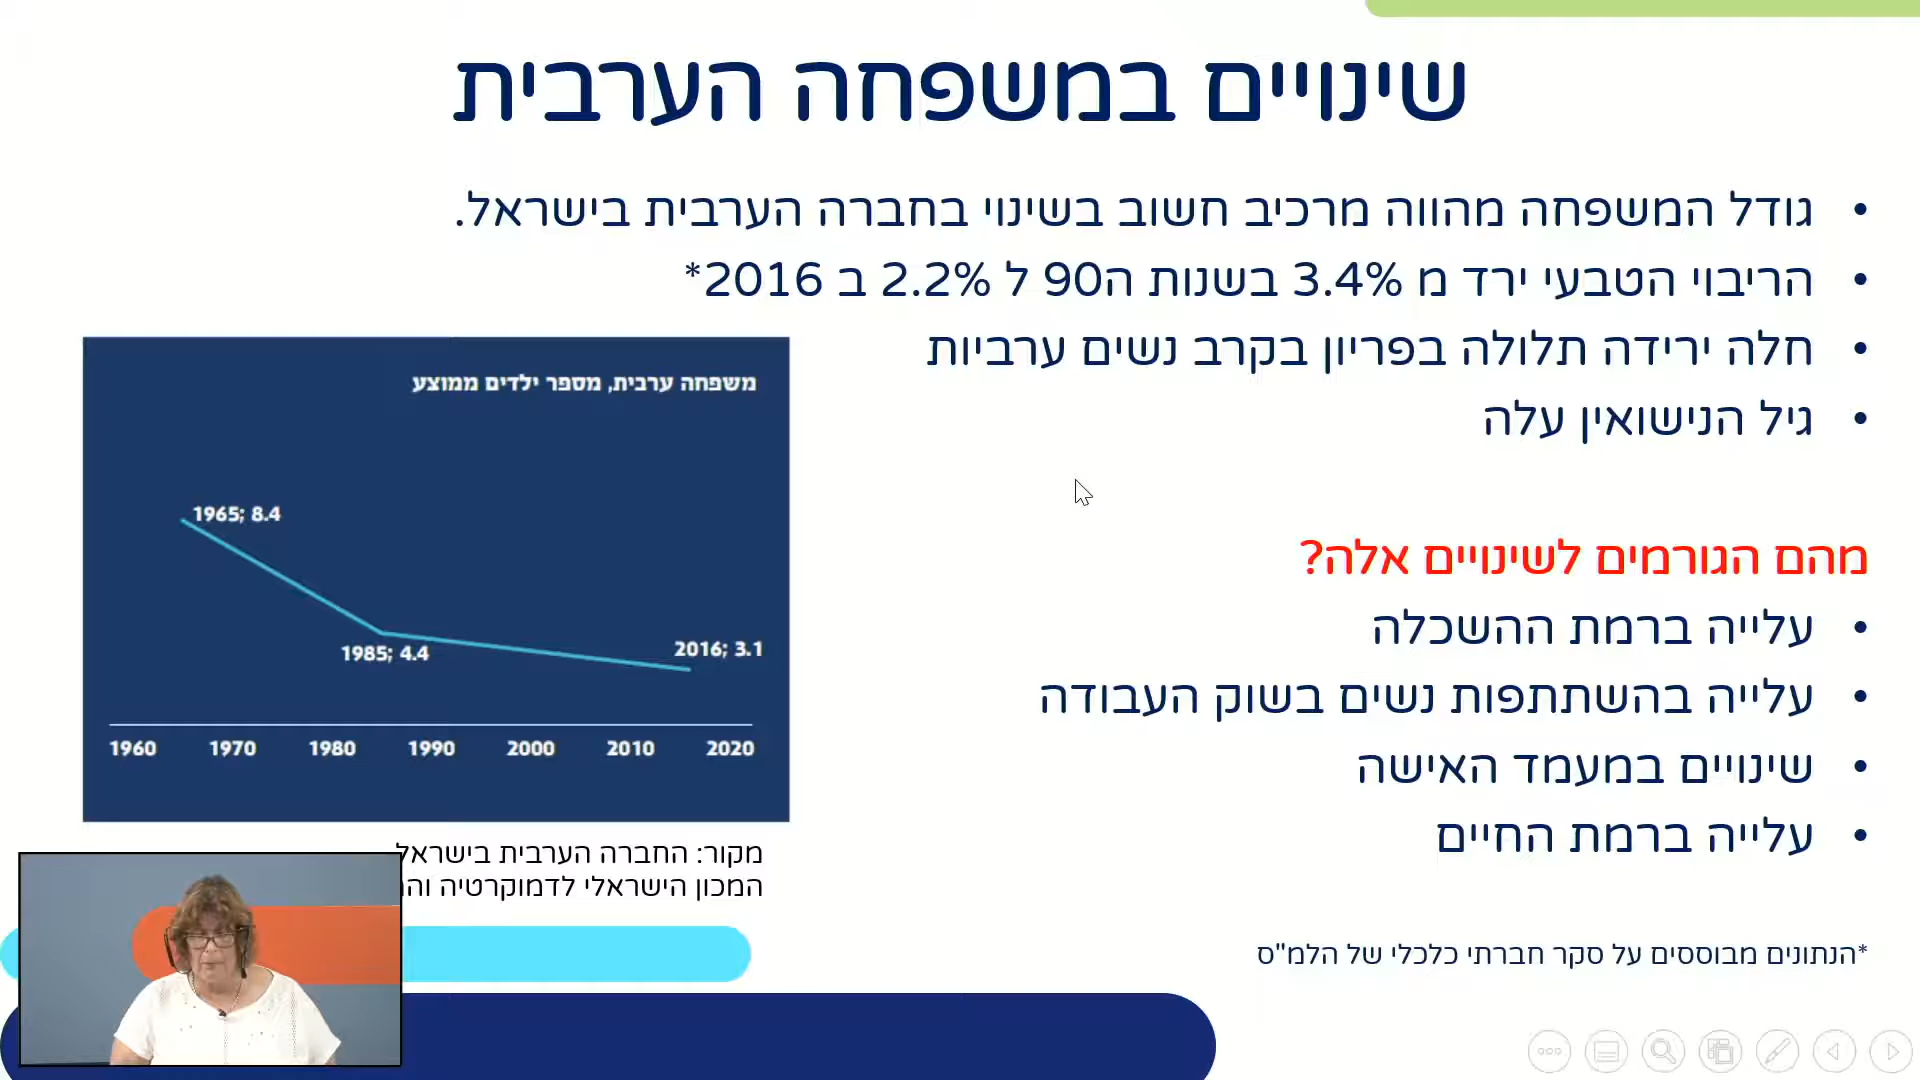 שינויים במשפחה הערבית
• גודל המשפחה מהווה מרכיב חשוב בשינוי בחברה הערבית בישראל.
• הריבוי הטבעי ירד מ 3.4% בשנות ה90 ל 2.2% ב 2016*
• חלה ירידה תלולה בפריון בקרב נשים ערביות
• גיל הנישואין עלה
מהם הגורמים לשינויים אלה?
• עלייה ברמת ההשכלה
• עלייה בהשתתפות נשים בשוק העבודה
• שינויים במעמד האישה
• עלייה ברמת החיים
*הנתונים מבוססים על סקר חברתי כלכלי של הלמ"ס
משפחה ערבית, מספר ילדים ממוצע
1965; 8.4
1985; 4.4
2016; 3.1
1960 1970 1980 1990 2000 2010 2020
מקור: החברה הערבית בישראל
המכון הישראלי לדמוקרטיה